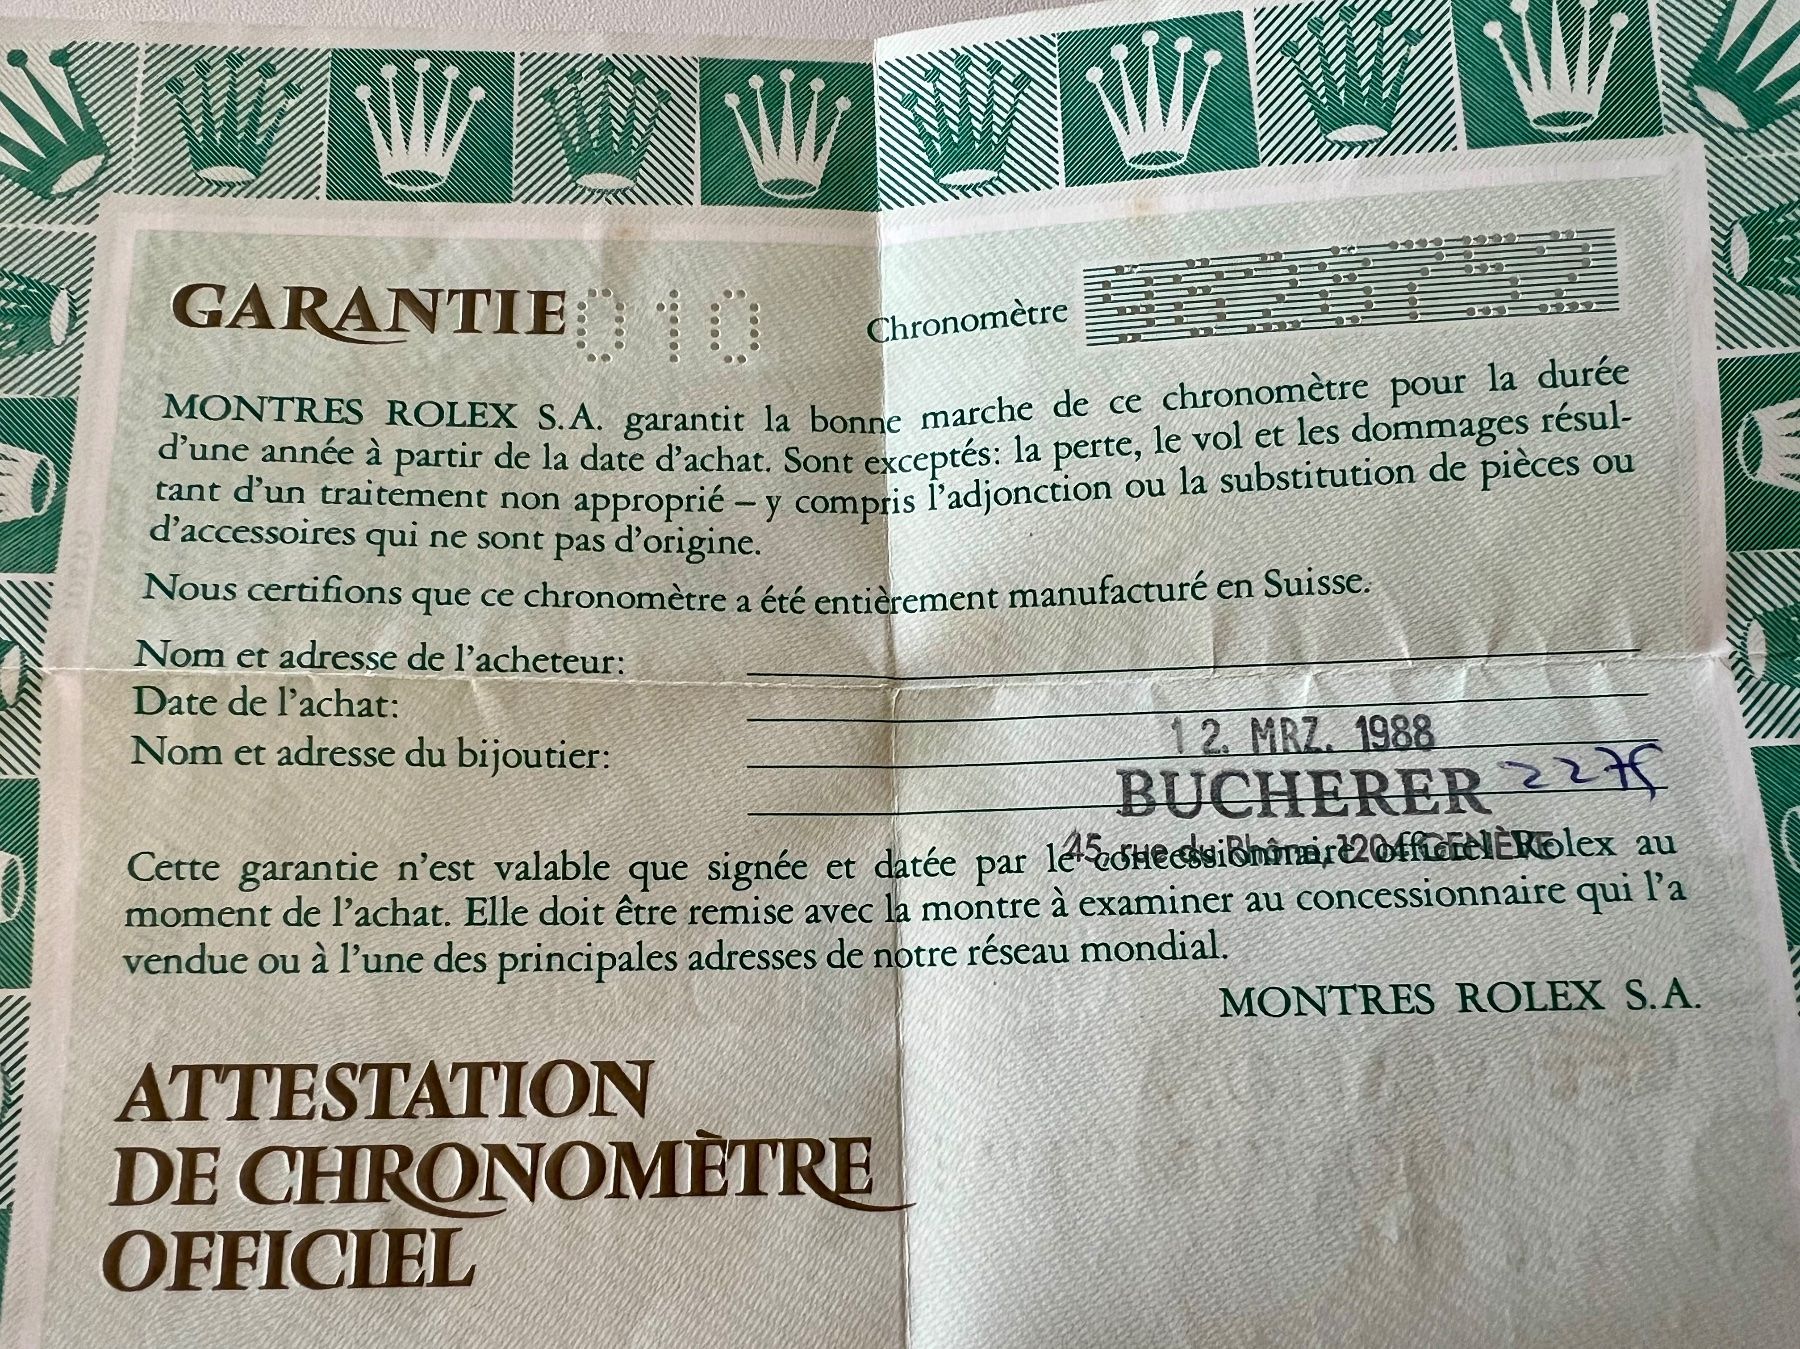 GARANTIE 010
Chronomètre
MONTRES ROLEX S.A. garantit la bonne marche de ce chronomètre pour la durée
d'une année à partir de la date d'achat. Sont exceptés: la perte, le vol et les dommages résul-
tant d'un traitement non approprié – y compris l'adjonction ou la substitution de pièces ou
d'accessoires qui ne sont pas d'origine.
Nous certifions que ce chronomètre a été entièrement manufacturé en Suisse.
Nom et adresse de l'acheteur:
Date de l'achat:
12. MRZ. 1988
Nom et adresse du bijoutier:
BUCHERER 2275
45, rue du Rhône, 1204 GENÈVE
Cette garantie n'est valable que signée et datée par le concessionnaire officiel Rolex au
moment de l'achat. Elle doit être remise avec la montre à examiner au concessionnaire qui l'a
vendue ou à l'une des principales adresses de notre réseau mondial.
MONTRES ROLEX S.A.
ATTESTATION
DE CHRONOMÈTRE
OFFICIEL